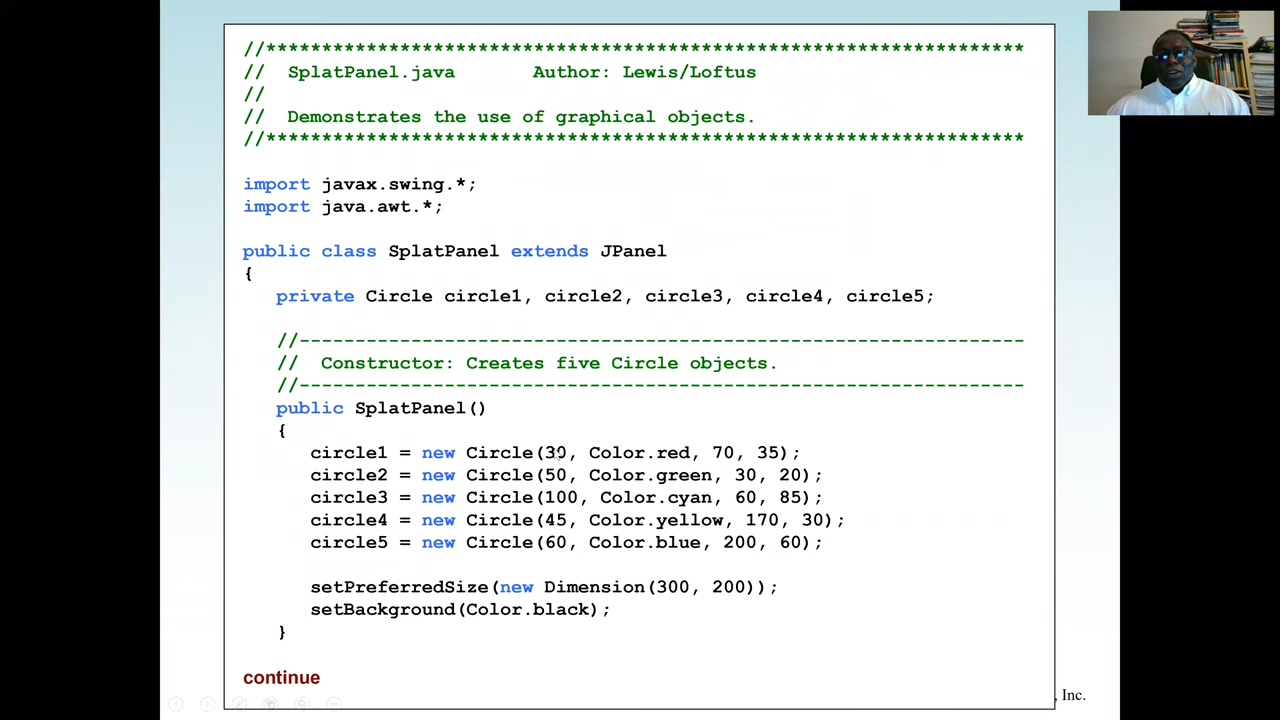 //********************************************************************
//  SplatPanel.java       Author: Lewis/Loftus
//
//  Demonstrates the use of graphical objects.
//********************************************************************
import javax.swing.*;
import java.awt.*;
public class SplatPanel extends JPanel
{
   private Circle circle1, circle2, circle3, circle4, circle5;
   //-----------------------------------------------------------------
   //  Constructor: Creates five Circle objects.
   //-----------------------------------------------------------------
   public SplatPanel()
   {
      circle1 = new Circle(30, Color.red, 70, 35);
      circle2 = new Circle(50, Color.green, 30, 20);
      circle3 = new Circle(100, Color.cyan, 60, 85);
      circle4 = new Circle(45, Color.yellow, 170, 30);
      circle5 = new Circle(60, Color.blue, 200, 60);
      setPreferredSize(new Dimension(300, 200));
      setBackground(Color.black);
   }
continue
, Inc.